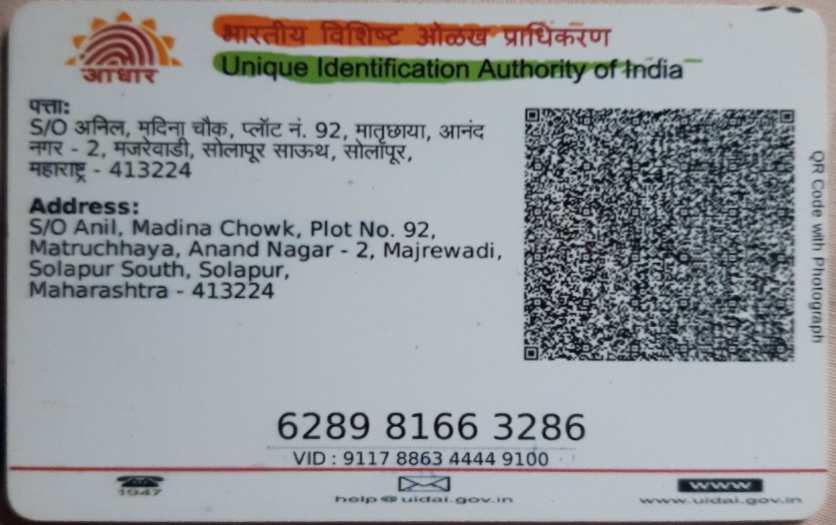 भारतीय विशिष्ट ओळख प्राधिकरण
Unique Identification Authority of India
आधार
पत्ता:
S/O अनिल, मदिना चौक, प्लॉट नं. 92, मातृछाया, आनंद
नगर - 2, मजरेवाडी, सोलापूर साऊथ, सोलापूर,
महाराष्ट्र - 413224
Address:
S/O Anil, Madina Chowk, Plot No. 92,
Matruchhaya, Anand Nagar - 2, Majrewadi,
Solapur South, Solapur,
Maharashtra - 413224
QR Code with Photograph
6289 8166 3286
VID : 9117 8863 4444 9100
1947
help@uidai.gov.in
www
www.uidai.gov.in